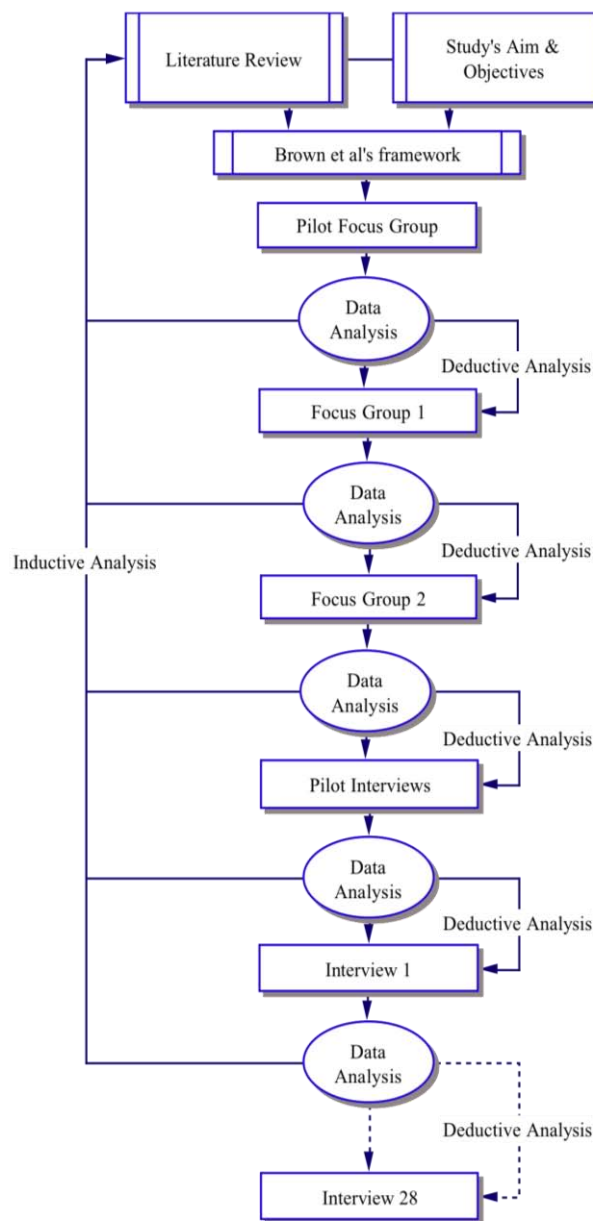 Literature Review
Study's Aim &
Objectives
Brown et al's framework
Pilot Focus Group
Data
Analysis
Deductive Analysis
Focus Group 1
Data
Analysis
Deductive Analysis
Inductive Analysis
Focus Group 2
Data
Analysis
Deductive Analysis
Pilot Interviews
Data
Analysis
Deductive Analysis
Interview 1
Data
Analysis
Deductive Analysis
Interview 28